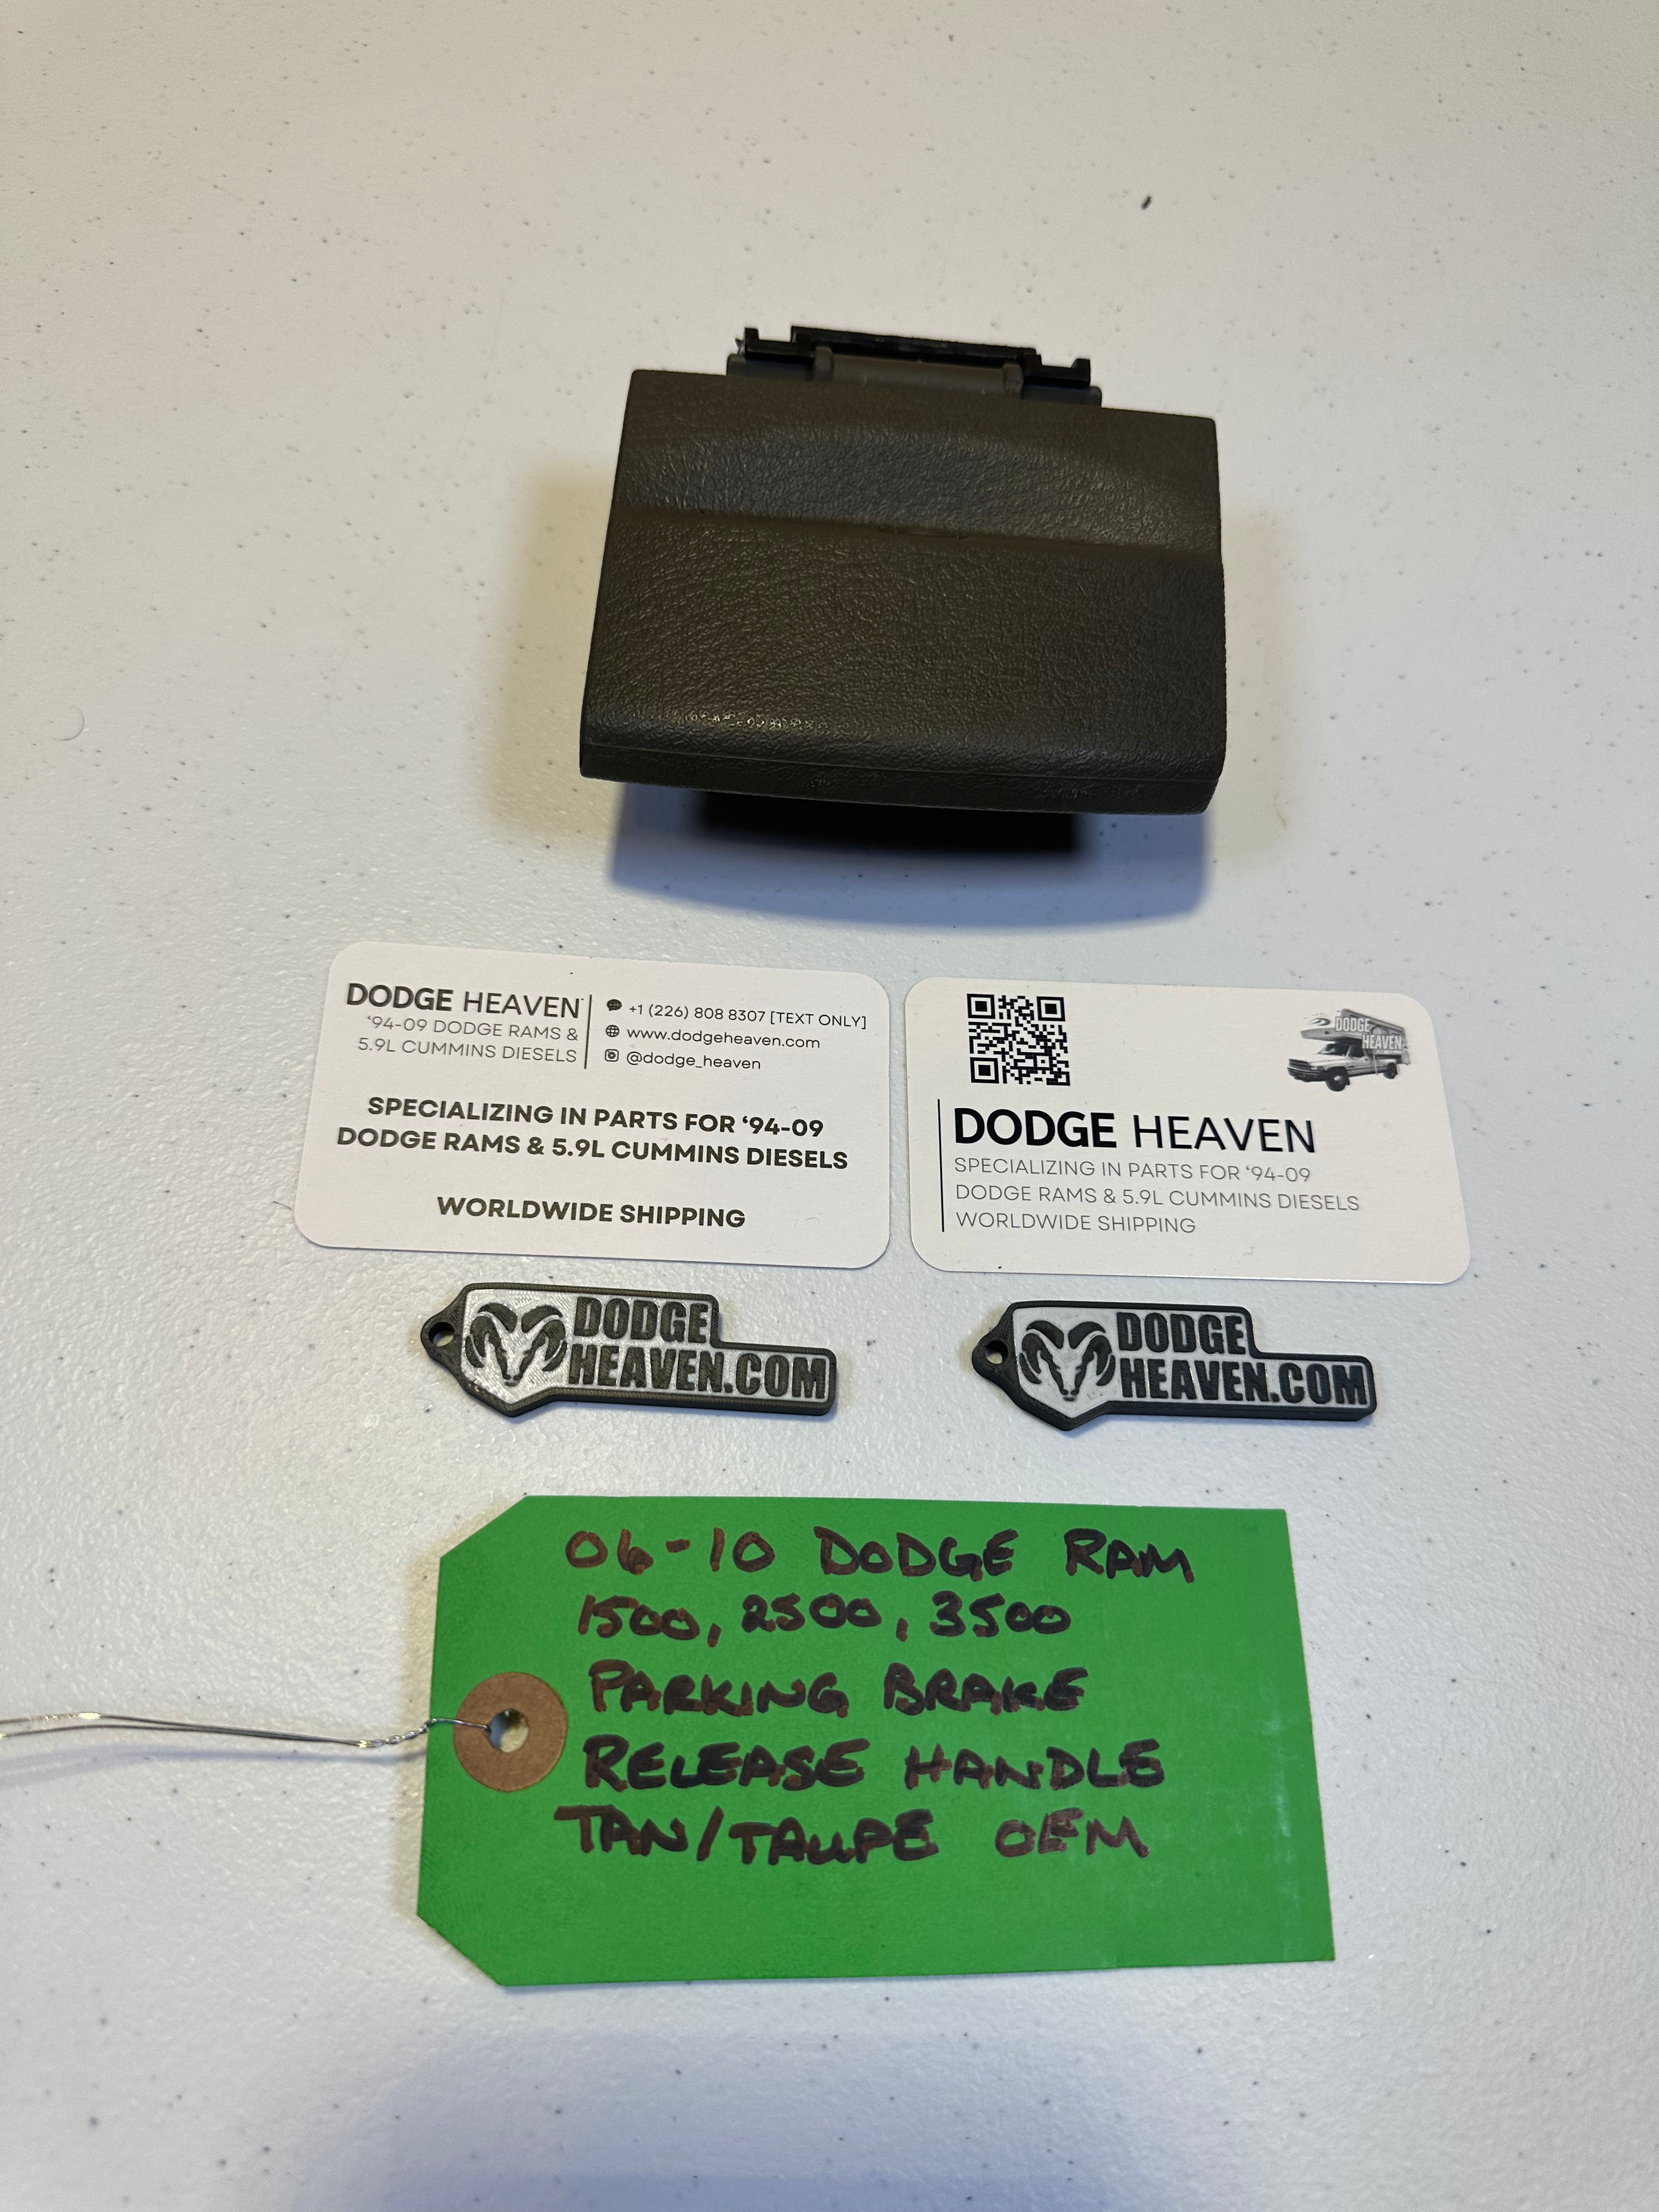 DODGE HEAVEN
'94-09 DODGE RAMS &
5.9L CUMMINS DIESELS
+1 (226) 808 8307 [TEXT ONLY]
www.dodgeheaven.com
@dodge_heaven
SPECIALIZING IN PARTS FOR '94-09
DODGE RAMS & 5.9L CUMMINS DIESELS
WORLDWIDE SHIPPING
DODGE
HEAVEN
DODGE HEAVEN
SPECIALIZING IN PARTS FOR '94-09
DODGE RAMS & 5.9L CUMMINS DIESELS
WORLDWIDE SHIPPING
DODGE
HEAVEN.COM
DODGE
HEAVEN.COM
06-10 DODGE RAM
1500, 2500, 3500
PARKING BRAKE
RELEASE HANDLE
TAN/TAUPE OEM